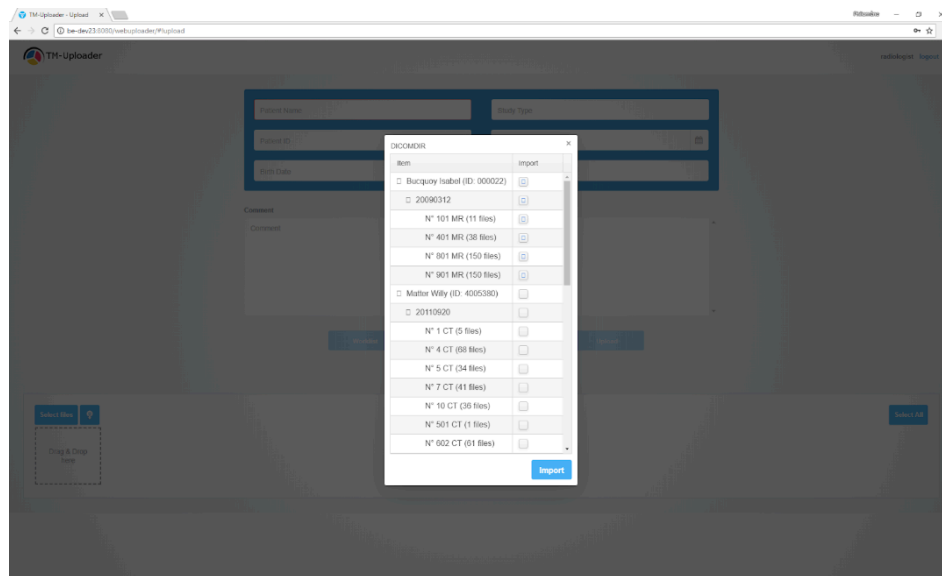 TM-Uploader - Upload
be-dev23:8080/webuploader/#!upload
TM-Uploader
radiologist Logout
Patient Name
Study Type
Patient ID
Birth Date
Comment
Comment
DICOMDIR
Item Import
Bucquoy Isabel (ID: 000022)
20090312
N° 101 MR (11 files)
N° 401 MR (38 files)
N° 801 MR (150 files)
N° 901 MR (150 files)
Matter Willy (ID: 4005380)
20110920
N° 1 CT (5 files)
N° 4 CT (68 files)
N° 5 CT (34 files)
N° 7 CT (41 files)
N° 10 CT (36 files)
N° 501 CT (1 files)
N° 602 CT (61 files)
Import
Select files
Select All
Drag & Drop
here